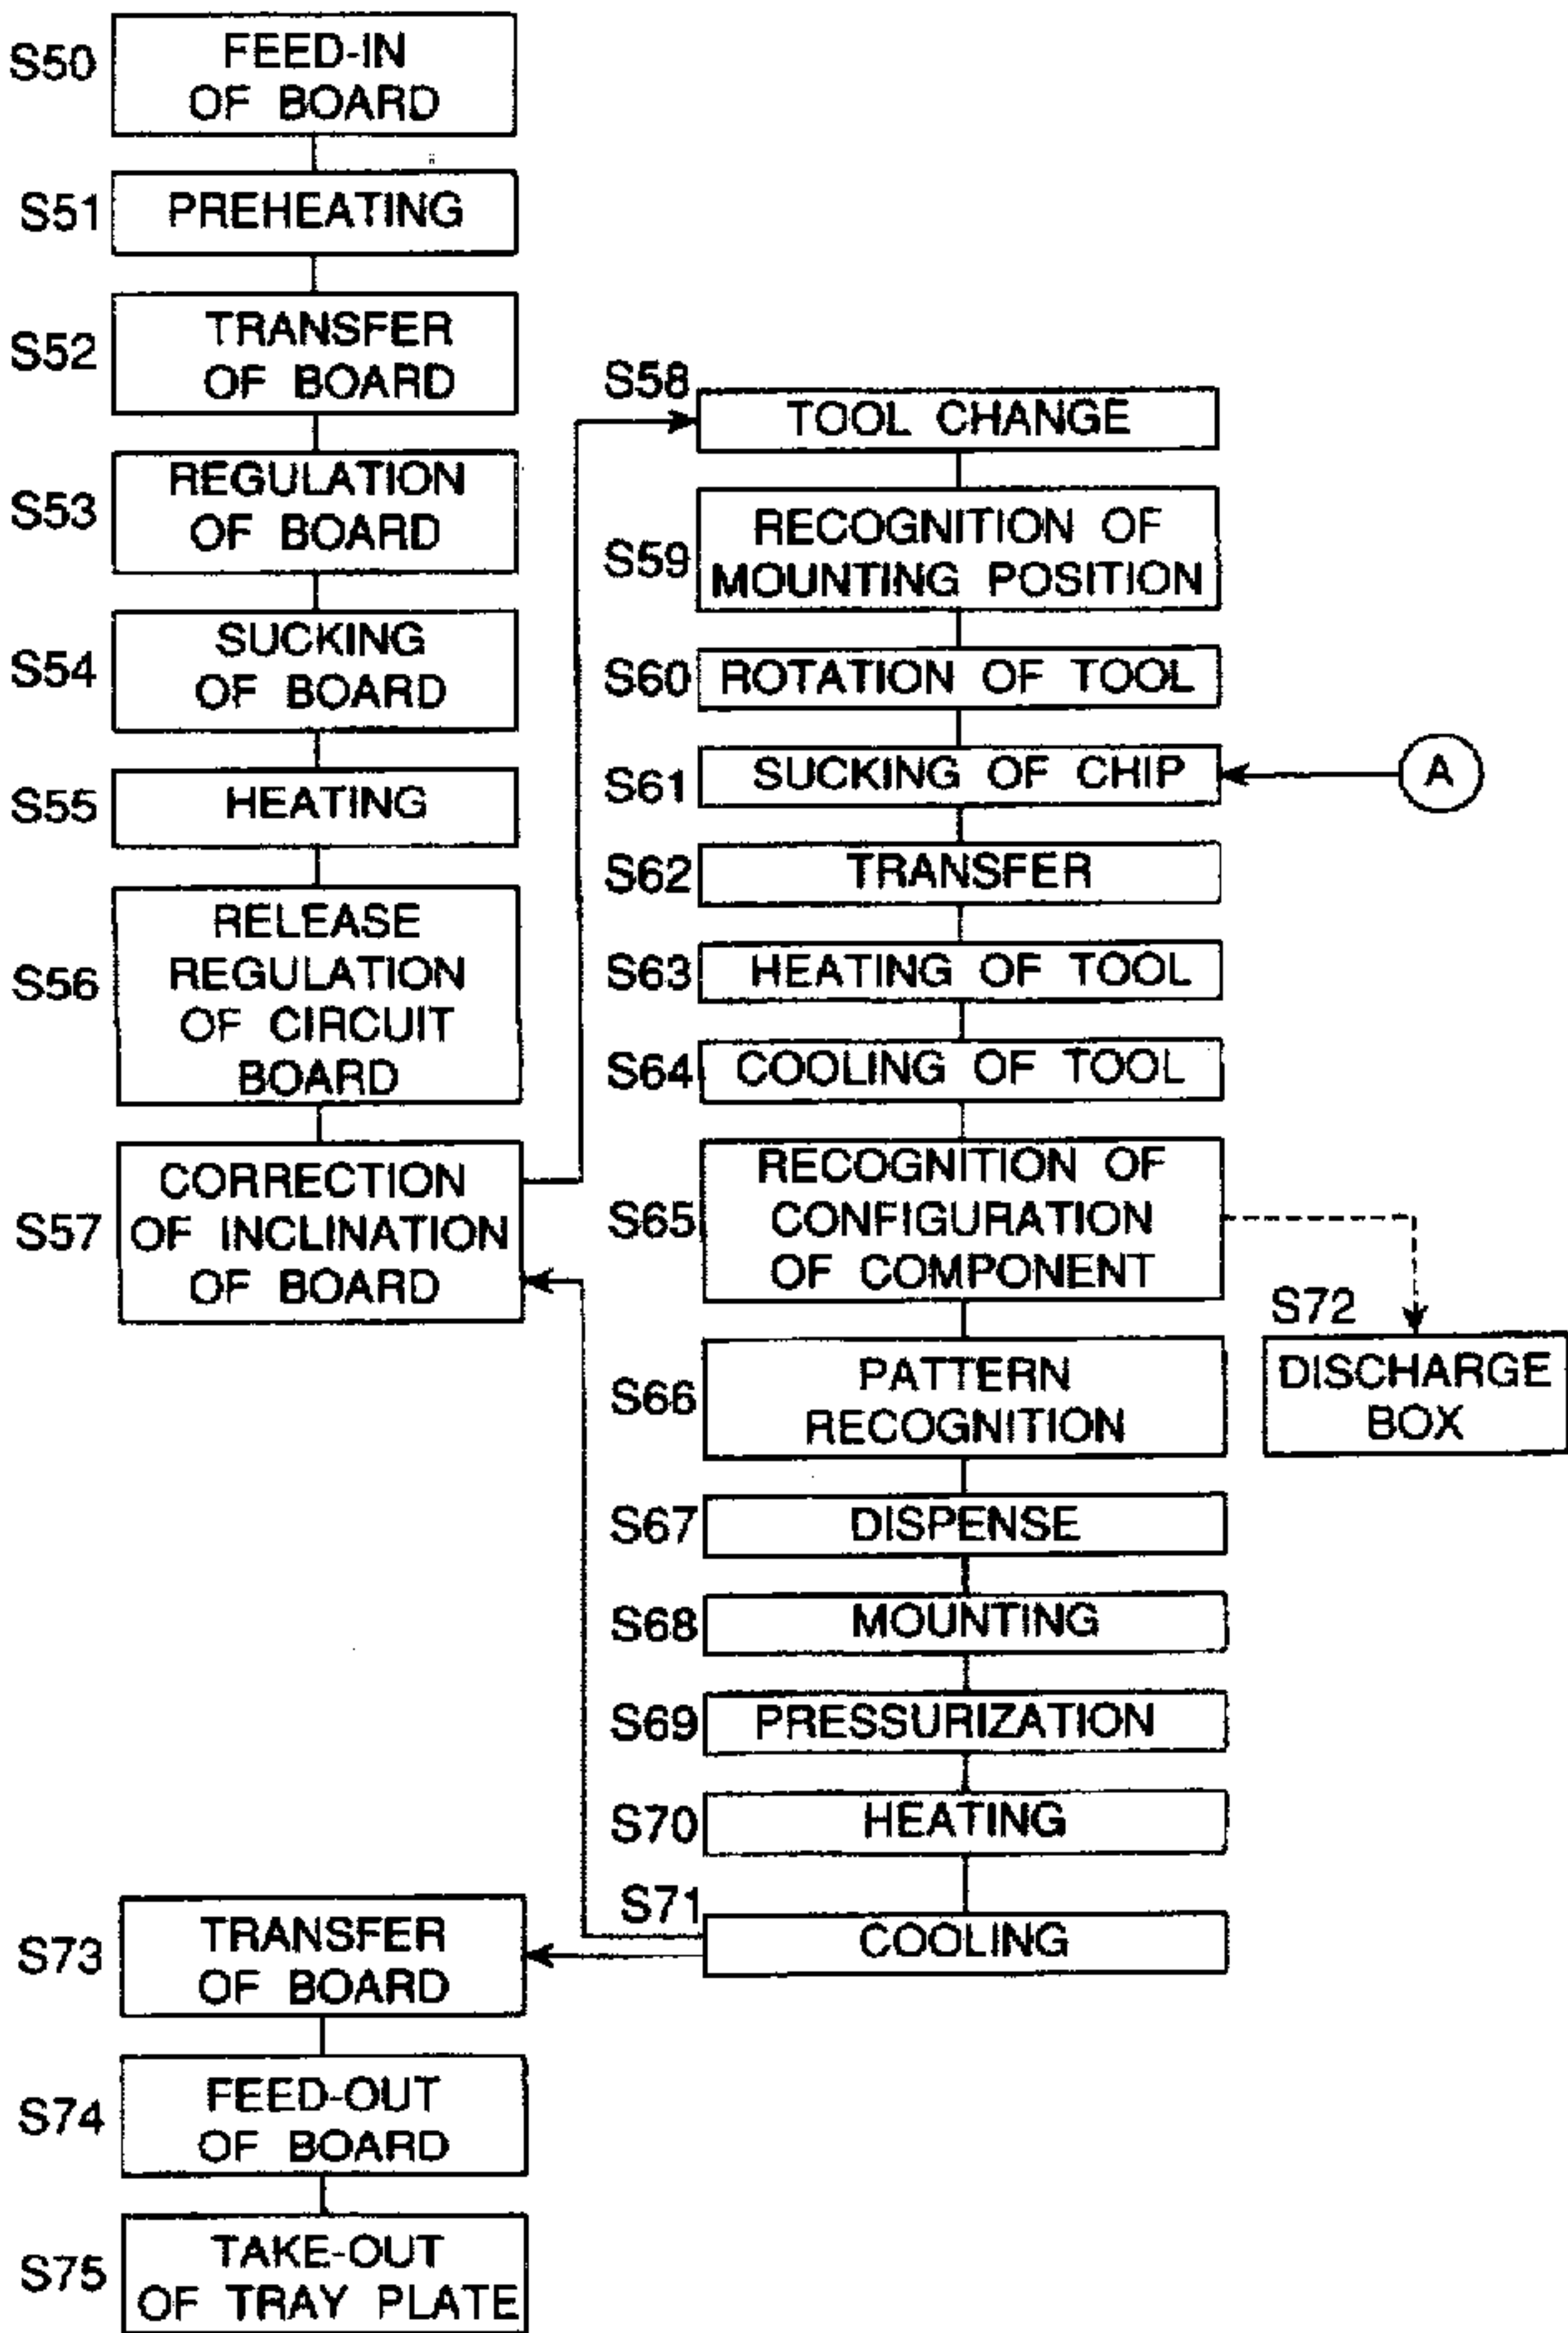 S50
FEED-IN
OF BOARD
S51
PREHEATING
S52
TRANSFER
OF BOARD
S53
REGULATION
OF BOARD
S54
SUCKING
OF BOARD
S55
HEATING
S56
RELEASE
REGULATION
OF CIRCUIT
BOARD
S57
CORRECTION
OF INCLINATION
OF BOARD
S58
TOOL CHANGE
S59
RECOGNITION OF
MOUNTING POSITION
S60
ROTATION OF TOOL
S61
SUCKING OF CHIP
A
S62
TRANSFER
S63
HEATING OF TOOL
S64
COOLING OF TOOL
S65
RECOGNITION OF
CONFIGURATION
OF COMPONENT
S72
DISCHARGE
BOX
S66
PATTERN
RECOGNITION
S67
DISPENSE
S68
MOUNTING
S69
PRESSURIZATION
S70
HEATING
S71
COOLING
S73
TRANSFER
OF BOARD
S74
FEED-OUT
OF BOARD
S75
TAKE-OUT
OF TRAY PLATE